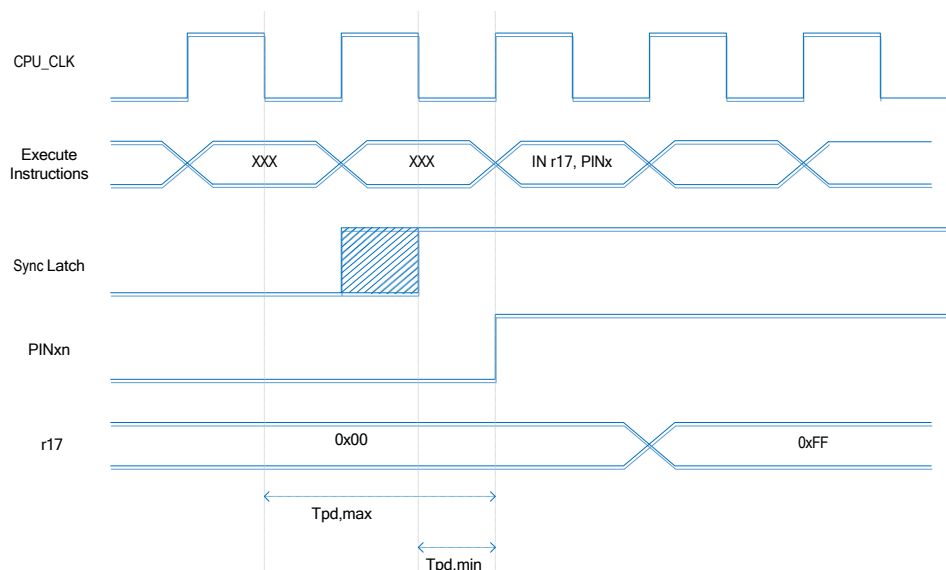 CPU_CLK
Execute
Instructions
XXX
XXX
IN r17, PINx
Sync Latch
PINxn
r17
0x00
0xFF
Tpd,max
Tpd,min